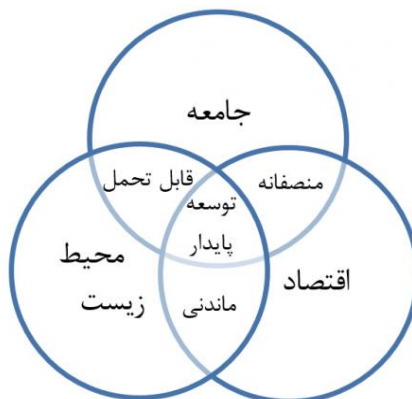 جامعه
منصفانه
قابل تحمل
توسعه
پایدار
محیط
زیست
اقتصاد
ماندنی